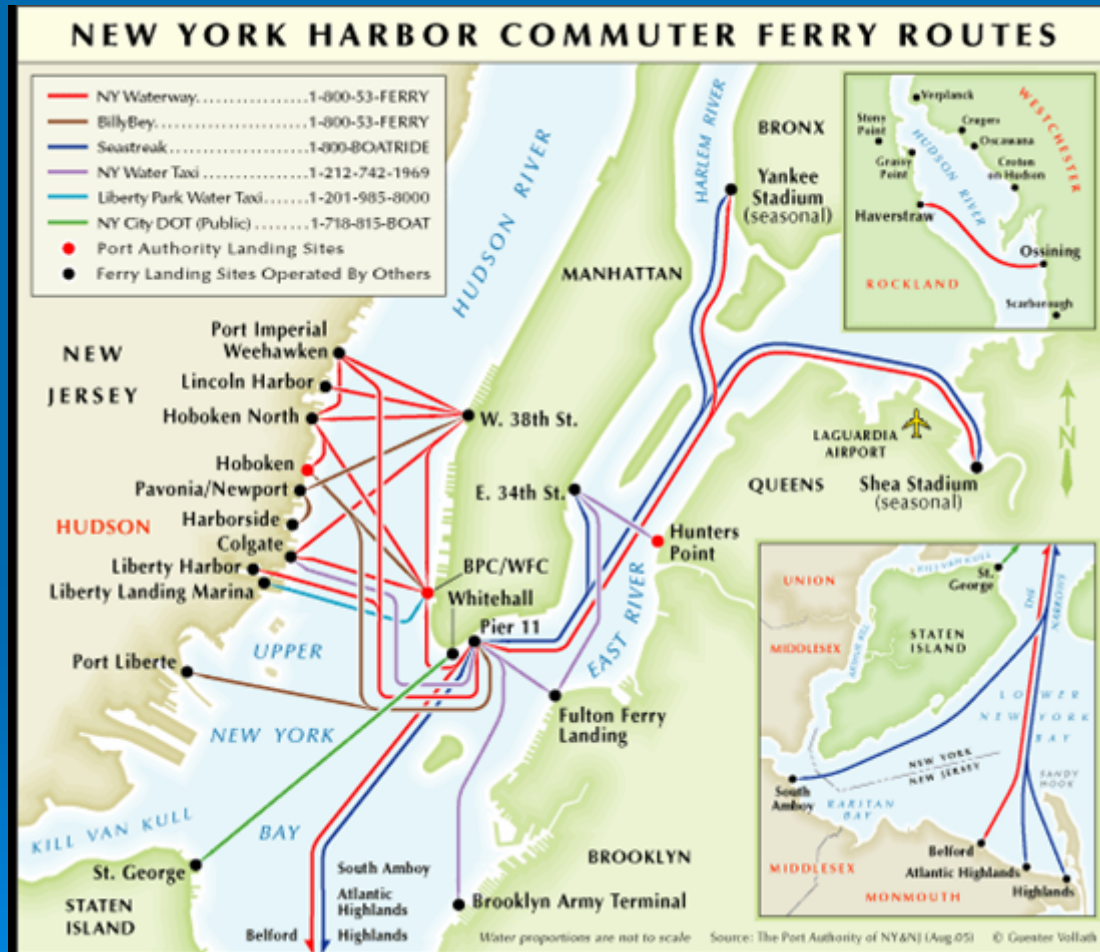 NEW YORK HARBOR COMMUTER FERRY ROUTES
NY Waterway.................1-800-53-FERRY
BillyBey......................1-800-53-FERRY
Seastreak.....................1-800-BOATRIDE
NY Water Taxi................1-212-742-1969
Liberty Park Water Taxi......1-201-985-8000
NY City DOT (Public)........1-718-815-BOAT
Port Authority Landing Sites
Ferry Landing Sites Operated By Others
HUDSON RIVER
HARLEM RIVER
BRONX
Yankee
Stadium
(seasonal)
MANHATTAN
Verplanck
WESTCHESTER
Stony
Point
Crugers
Oscawana
Grassy
Point
HUDSON RIVER
Croton
on Hudson
Haverstraw
Ossining
ROCKLAND
Scarborough
NEW
JERSEY
Port Imperial
Weehawken
Lincoln Harbor
Hoboken North
W. 38th St.
Hoboken
Pavonia/Newport
Harborside
HUDSON
Colgate
Liberty Harbor
Liberty Landing Marina
E. 34th St.
LAGUARDIA
AIRPORT
N
QUEENS
Shea Stadium
(seasonal)
Hunters
Point
BPC/WFC
Whitehall
Pier 11
EAST RIVER
UPPER
NEW YORK
BAY
Port Liberte
Fulton Ferry
Landing
KILL VAN KULL
St. George
STATEN
ISLAND
BROOKLYN
Brooklyn Army Terminal
South Amboy
Atlantic
Highlands
Highlands
Belford
UNION
KILL VAN KULL
St.
George
THE NARROWS
MIDDLESEX
ARTHUR KILL
STATEN
ISLAND
LOWER
NEW YORK
BAY
NEW YORK
NEW JERSEY
SANDY
HOOK
South
Amboy
RARITAN
BAY
Belford
Atlantic Highlands
Highlands
MIDDLESEX
MONMOUTH
Water proportions are not to scale
Source: The Port Authority of NY&NJ (Aug.05)
© Guenter Vollath